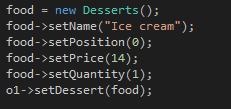 food = new Desserts();
food->setName("Ice cream");
food->setPosition(0);
food->setPrice(14);
food->setQuantity(1);
o1->setDessert(food);